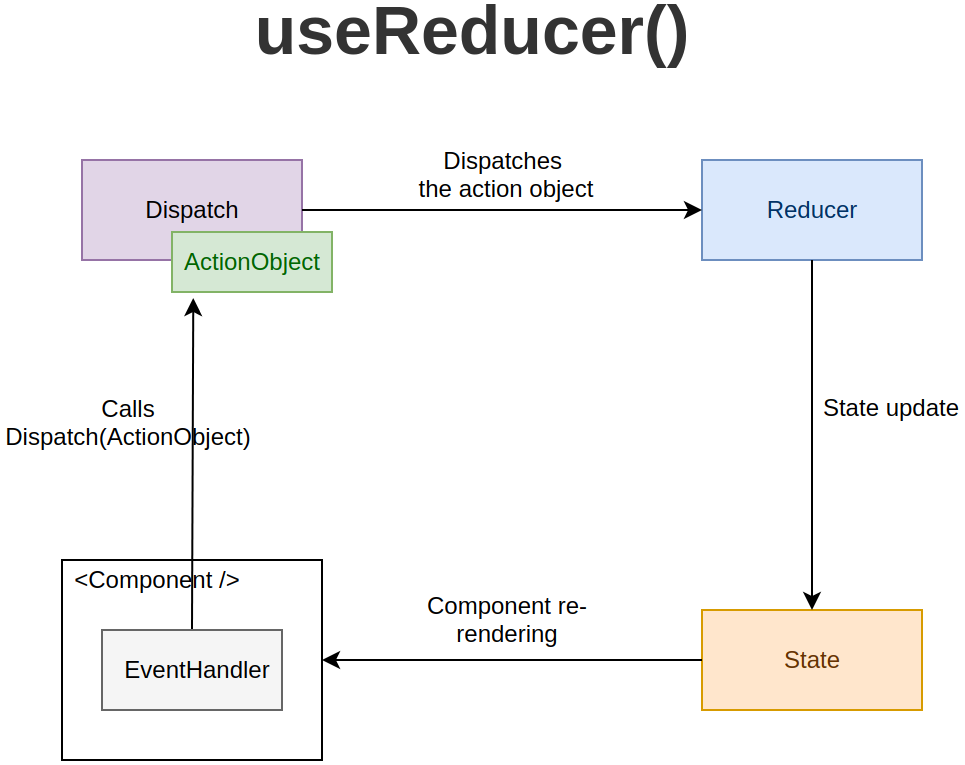 useReducer()
Dispatches
the action object
Dispatch
Reducer
ActionObject
Calls
Dispatch(ActionObject)
State update
<Component />
Component re-
rendering
EventHandler
State